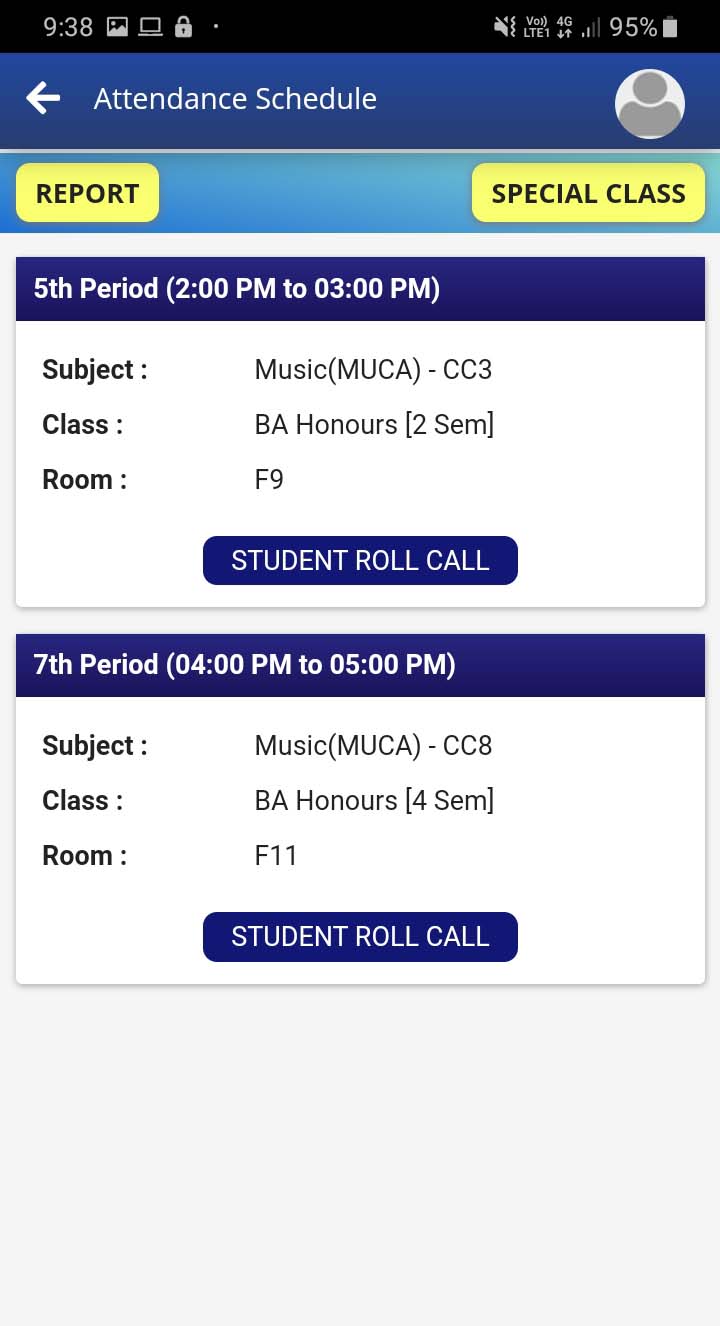 9:38 Vo)) LTE1 4G 95%
Attendance Schedule
REPORT SPECIAL CLASS
5th Period (2:00 PM to 03:00 PM)
Subject : Music(MUCA) - CC3
Class : BA Honours [2 Sem]
Room : F9
STUDENT ROLL CALL
7th Period (04:00 PM to 05:00 PM)
Subject : Music(MUCA) - CC8
Class : BA Honours [4 Sem]
Room : F11
STUDENT ROLL CALL